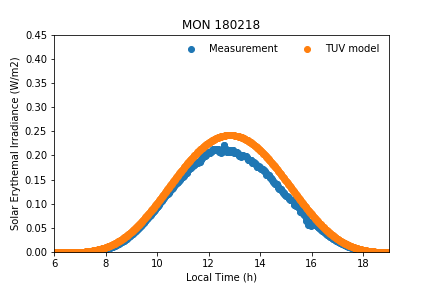 MON 180218
Measurement
TUV model
0.45
0.40
0.35
0.30
0.25
0.20
0.15
0.10
0.05
0.00
Solar Erythemal Irradiance (W/m2)
6 8 10 12 14 16 18
Local Time (h)